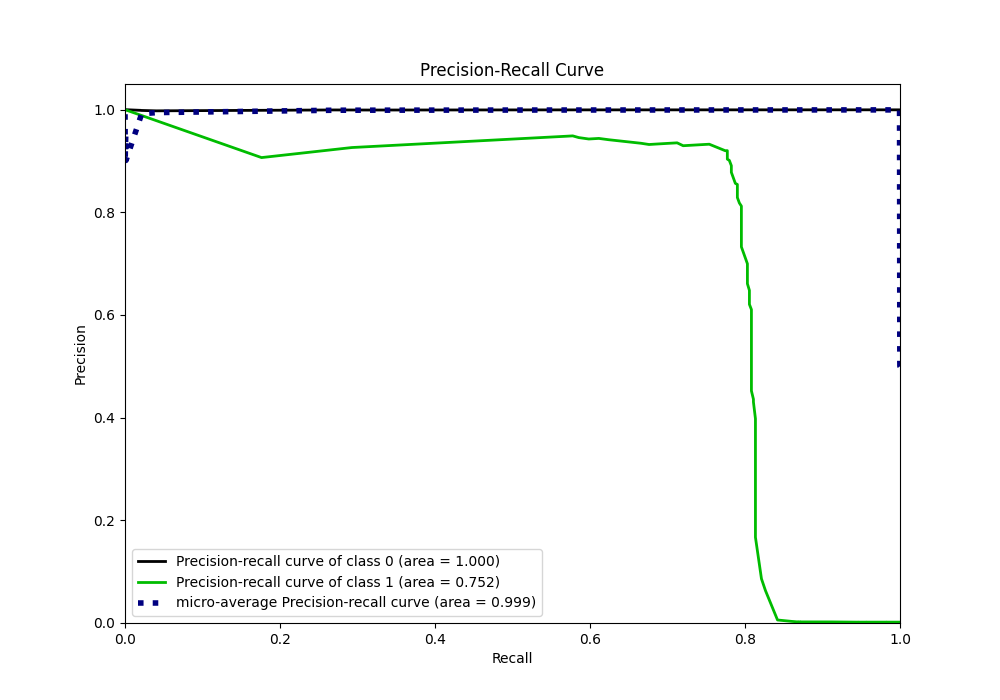 Precision-Recall Curve
1.0
0.8
0.6
0.4
0.2
0.0
Precision
Precision-recall curve of class 0 (area = 1.000)
Precision-recall curve of class 1 (area = 0.752)
micro-average Precision-recall curve (area = 0.999)
0.0 0.2 0.4 0.6 0.8 1.0
Recall